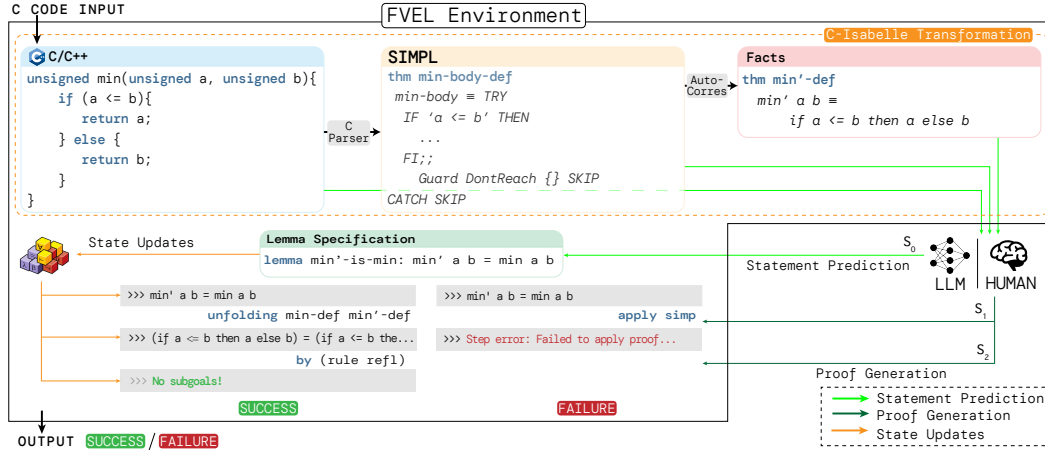 C CODE INPUT
FVEL Environment
C-Isabelle Transformation
C/C++
unsigned min(unsigned a, unsigned b){
if (a <= b){
return a;
} else {
return b;
}
}
C
Parser
SIMPL
thm min-body-def
min-body ≡ TRY
IF ‘a <= b’ THEN
...
FI;;
Guard DontReach {} SKIP
CATCH SKIP
Auto-
Corres
Facts
thm min’-def
min’ a b ≡
if a <= b then a else b
State Updates
Lemma Specification
lemma min’-is-min: min’ a b = min a b
S0
Statement Prediction
LLM
HUMAN
>>> min' a b = min a b
unfolding min-def min’-def
>>> (if a <= b then a else b) = (if a <= b the...
by (rule refl)
>>> No subgoals!
SUCCESS
>>> min' a b = min a b
apply simp
>>> Step error: Failed to apply proof...
FAILURE
S1
S2
Proof Generation
Statement Prediction
Proof Generation
State Updates
OUTPUT SUCCESS / FAILURE